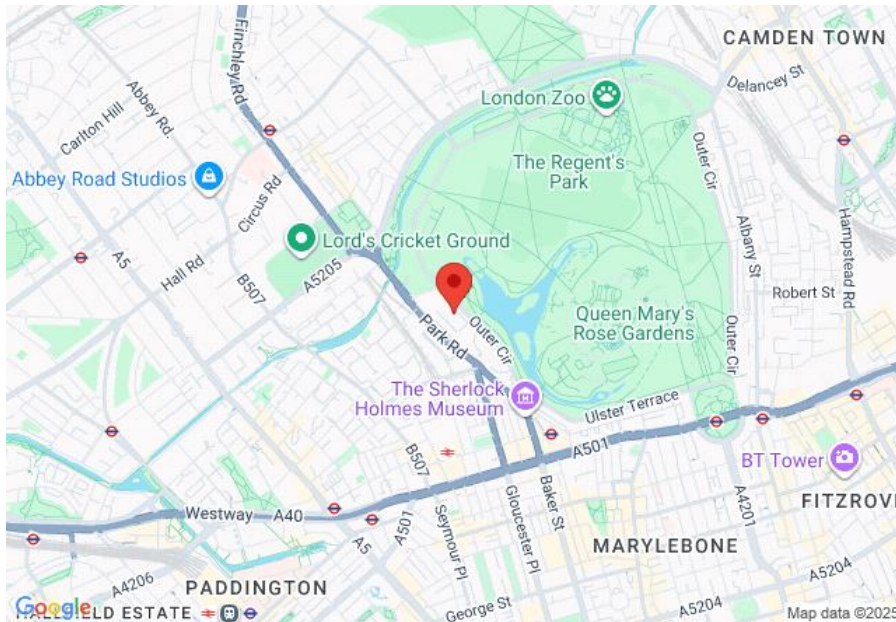 CAMDEN TOWN
Finchley Rd
Delancey St
London Zoo
Abbey Rd.
Carlton Hill
Outer Cir
The Regent's
Park
Abbey Road Studios
Circus Rd
Hampstead Rd
Albany St
Lord's Cricket Ground
A5
Hall Rd
B507
A5205
Robert St
Queen Mary's
Rose Gardens
Outer Cir
Park Rd
Outer Cir
The Sherlock
Holmes Museum
Ulster Terrace
A501
B507
BT Tower
Westway
A40
A501
A5
Seymour Pl
Gloucester Pl
Baker St
A4201
FITZROV
MARYLEBONE
A4206
PADDINGTON
A5204
George St
A5204
Google
HALLFIELD ESTATE
Map data ©2025